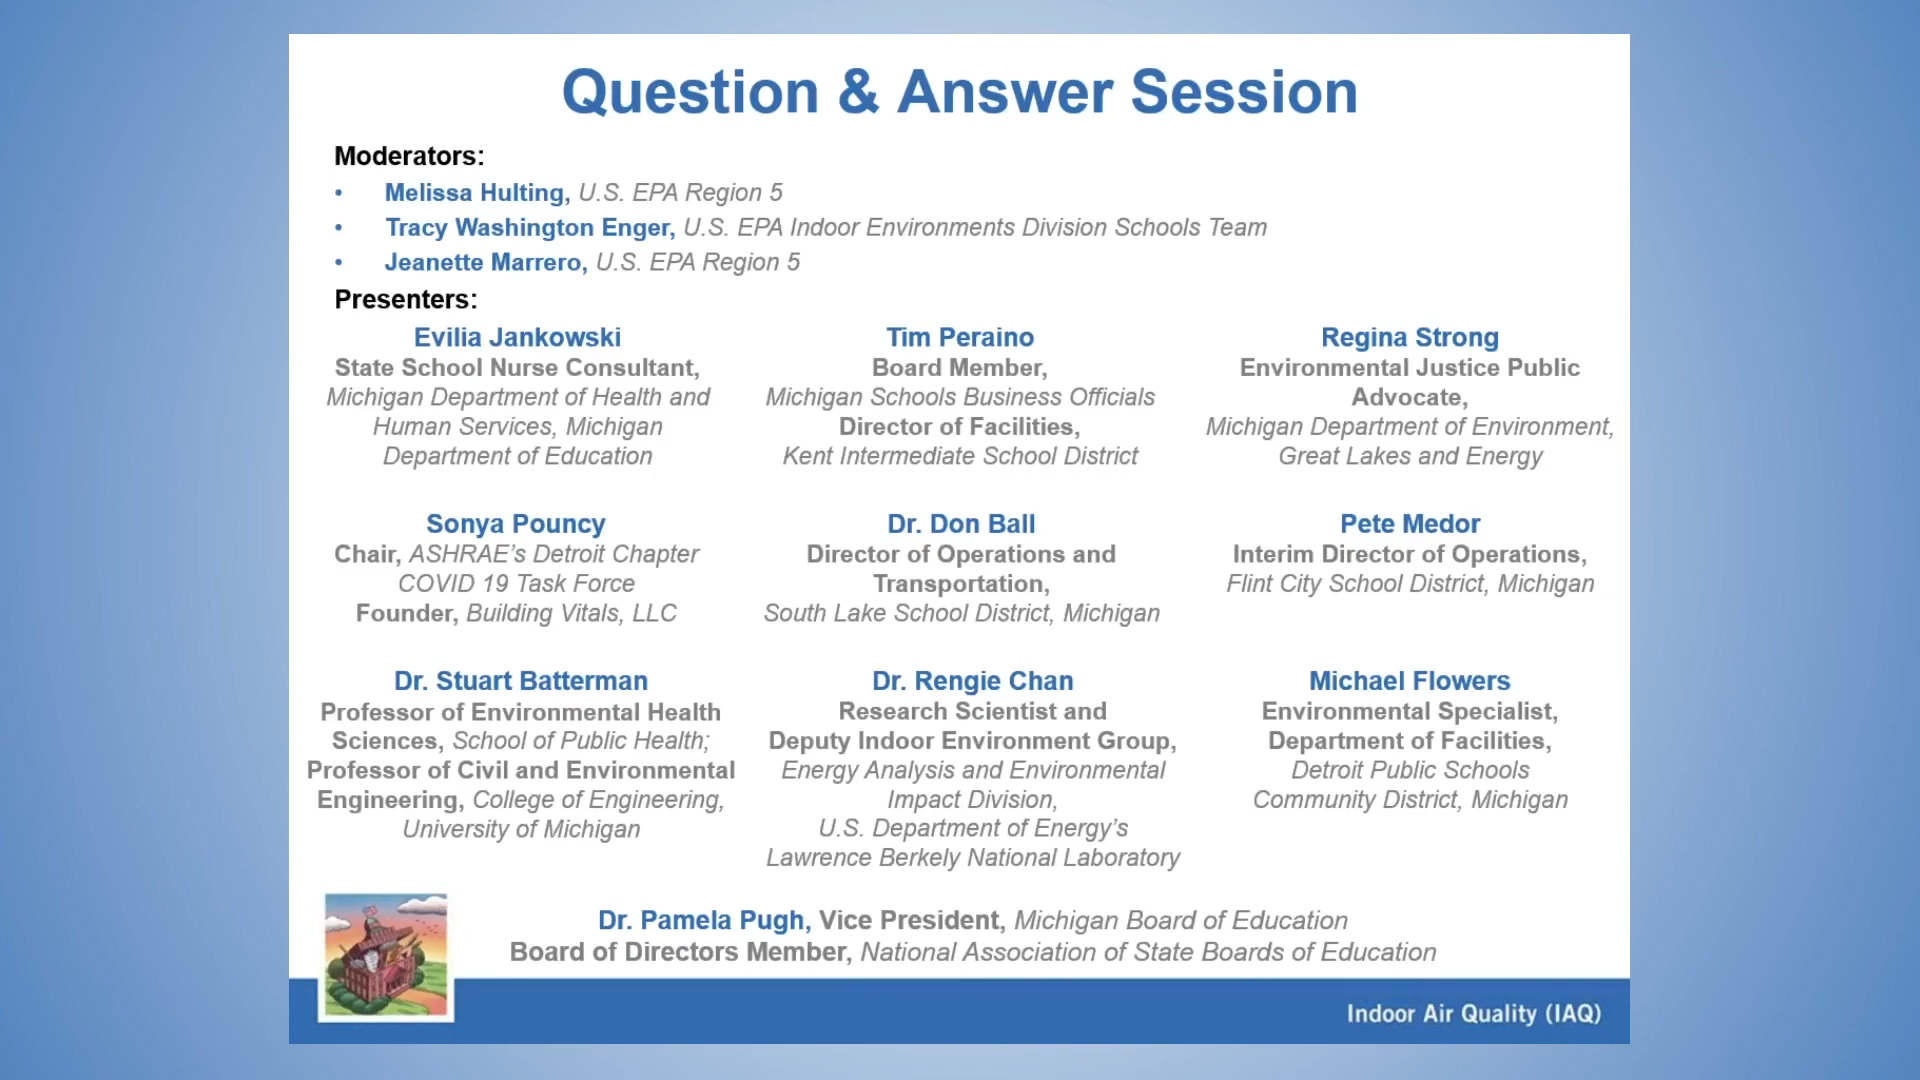 Question & Answer Session
Moderators:
• Melissa Hulting, U.S. EPA Region 5
• Tracy Washington Enger, U.S. EPA Indoor Environments Division Schools Team
• Jeanette Marrero, U.S. EPA Region 5
Presenters:
Evilia Jankowski
State School Nurse Consultant,
Michigan Department of Health and
Human Services, Michigan
Department of Education
Tim Peraino
Board Member,
Michigan Schools Business Officials
Director of Facilities,
Kent Intermediate School District
Regina Strong
Environmental Justice Public
Advocate,
Michigan Department of Environment,
Great Lakes and Energy
Sonya Pouncy
Chair, ASHRAE’s Detroit Chapter
COVID 19 Task Force
Founder, Building Vitals, LLC
Dr. Don Ball
Director of Operations and
Transportation,
South Lake School District, Michigan
Pete Medor
Interim Director of Operations,
Flint City School District, Michigan
Dr. Stuart Batterman
Professor of Environmental Health
Sciences, School of Public Health;
Professor of Civil and Environmental
Engineering, College of Engineering,
University of Michigan
Dr. Rengie Chan
Research Scientist and
Deputy Indoor Environment Group,
Energy Analysis and Environmental
Impact Division,
U.S. Department of Energy’s
Lawrence Berkely National Laboratory
Michael Flowers
Environmental Specialist,
Department of Facilities,
Detroit Public Schools
Community District, Michigan
Dr. Pamela Pugh, Vice President, Michigan Board of Education
Board of Directors Member, National Association of State Boards of Education
Indoor Air Quality (IAQ)